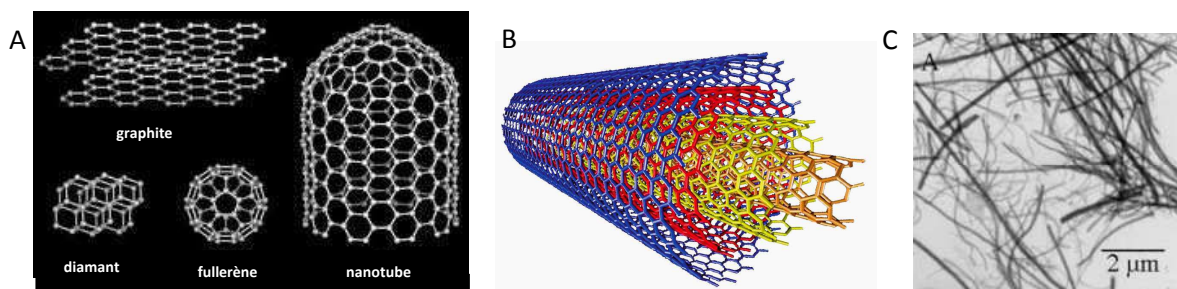 A
graphite
diamant
fullerène
nanotube
B
C
A
2 μm